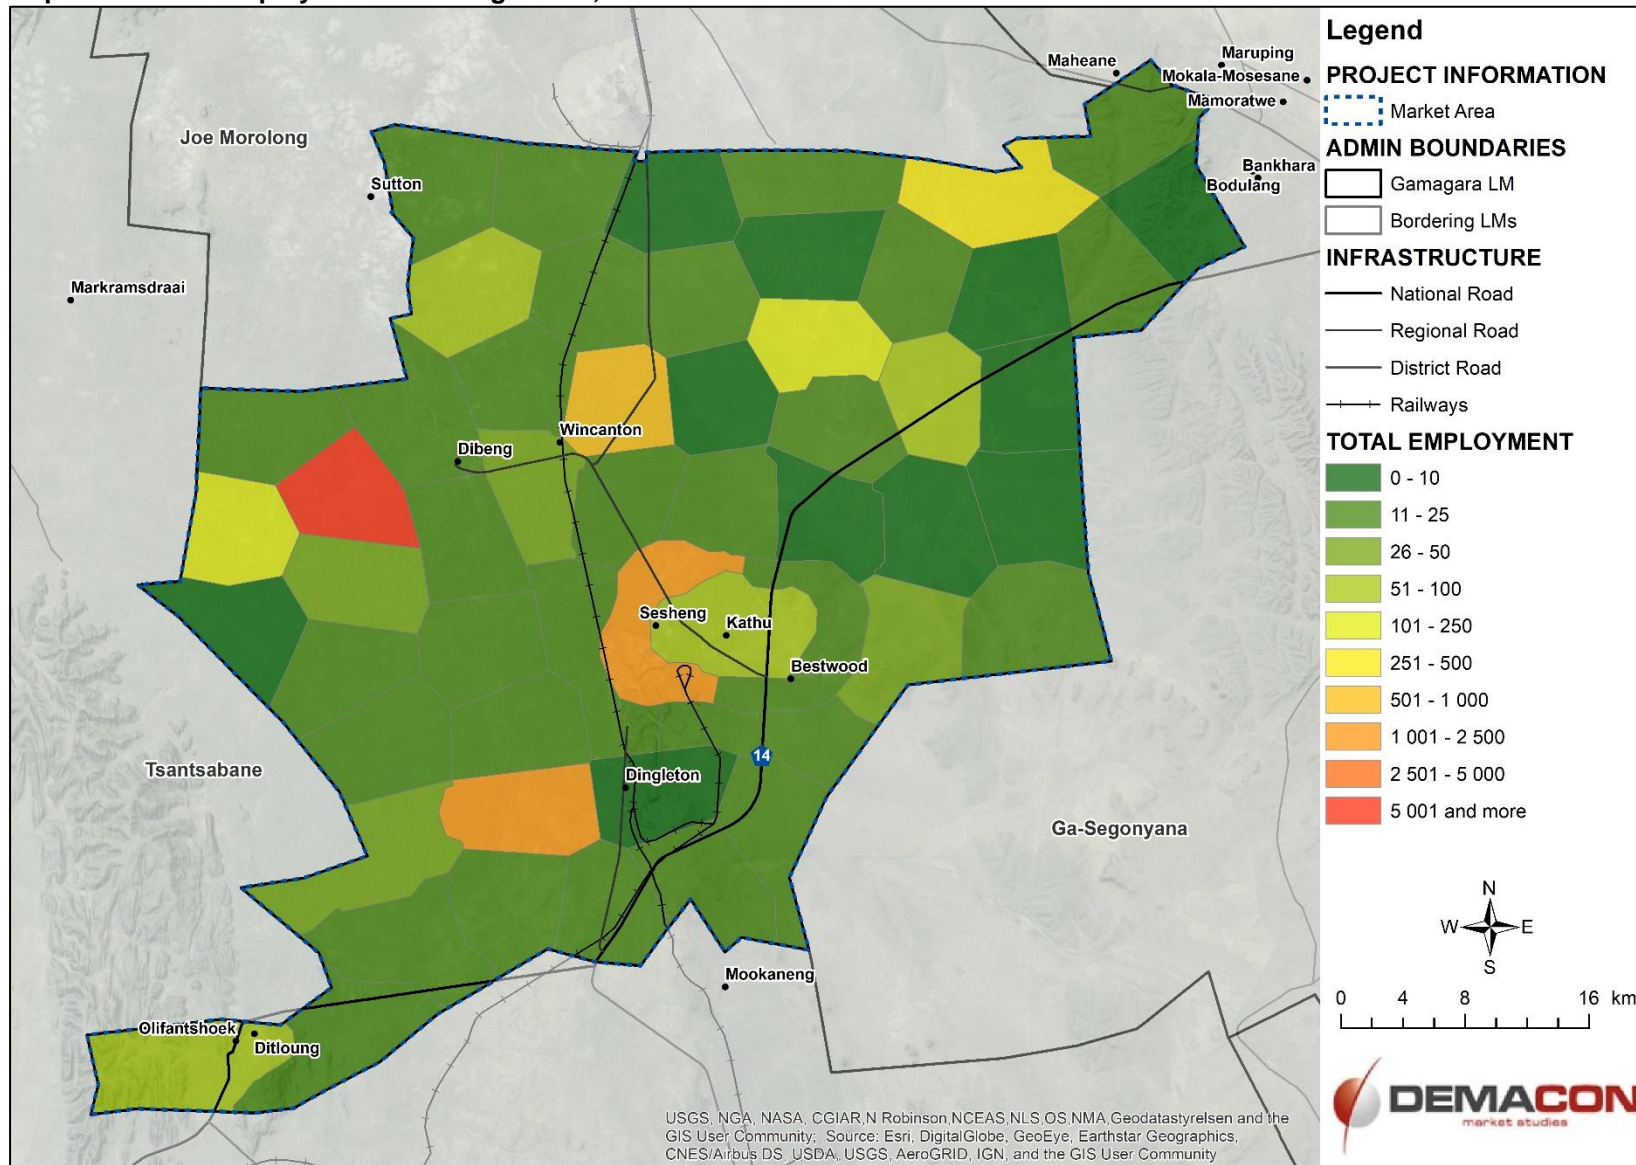 Maheane
Maruping
Mokala-Mosesane
Mamoratwe
Joe Morolong
Sutton
Bankhara
Bodulang
Markramsdraai
Wincanton
Dibeng
Sesheng
Kathu
Bestwood
14
Tsantsabane
Dingleton
Ga-Segonyana
Mookaneng
Olifantshoek
Ditloung
USGS, NGA, NASA, CGIAR,N Robinson,NCEAS,NLS,OS,NMA,Geodatastyrelsen and the
GIS User Community; Source: Esri, DigitalGlobe, GeoEye, Earthstar Geographics,
CNES/Airbus DS, USDA, USGS, AeroGRID, IGN, and the GIS User Community
Legend
PROJECT INFORMATION
Market Area
ADMIN BOUNDARIES
Gamagara LM
Bordering LMs
INFRASTRUCTURE
National Road
Regional Road
District Road
Railways
TOTAL EMPLOYMENT
0 - 10
11 - 25
26 - 50
51 - 100
101 - 250
251 - 500
501 - 1 000
1 001 - 2 500
2 501 - 5 000
5 001 and more
N
W E
S
0 4 8 16 km
DEMACON
market studies